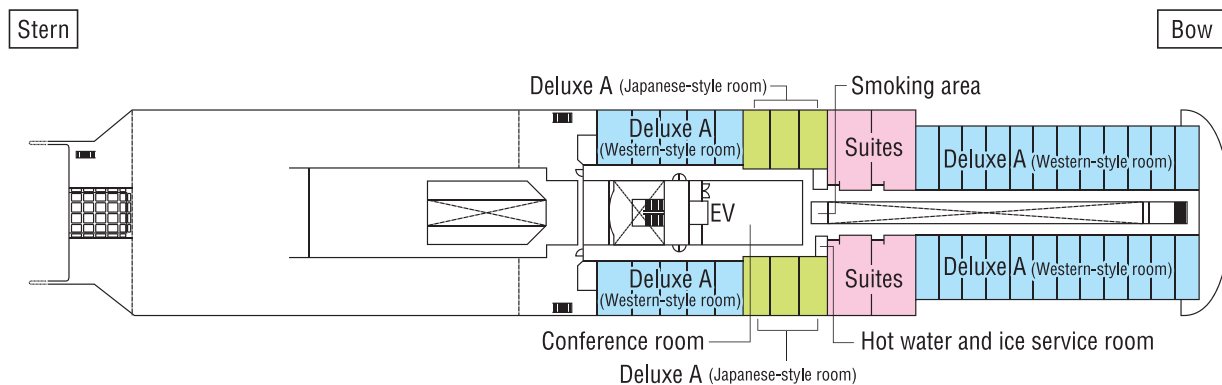 Stern
Bow
Deluxe A (Japanese-style room)
Smoking area
Deluxe A
(Western-style room)
Suites
Deluxe A (Western-style room)
EV
Deluxe A
(Western-style room)
Suites
Deluxe A (Western-style room)
Conference room
Hot water and ice service room
Deluxe A (Japanese-style room)